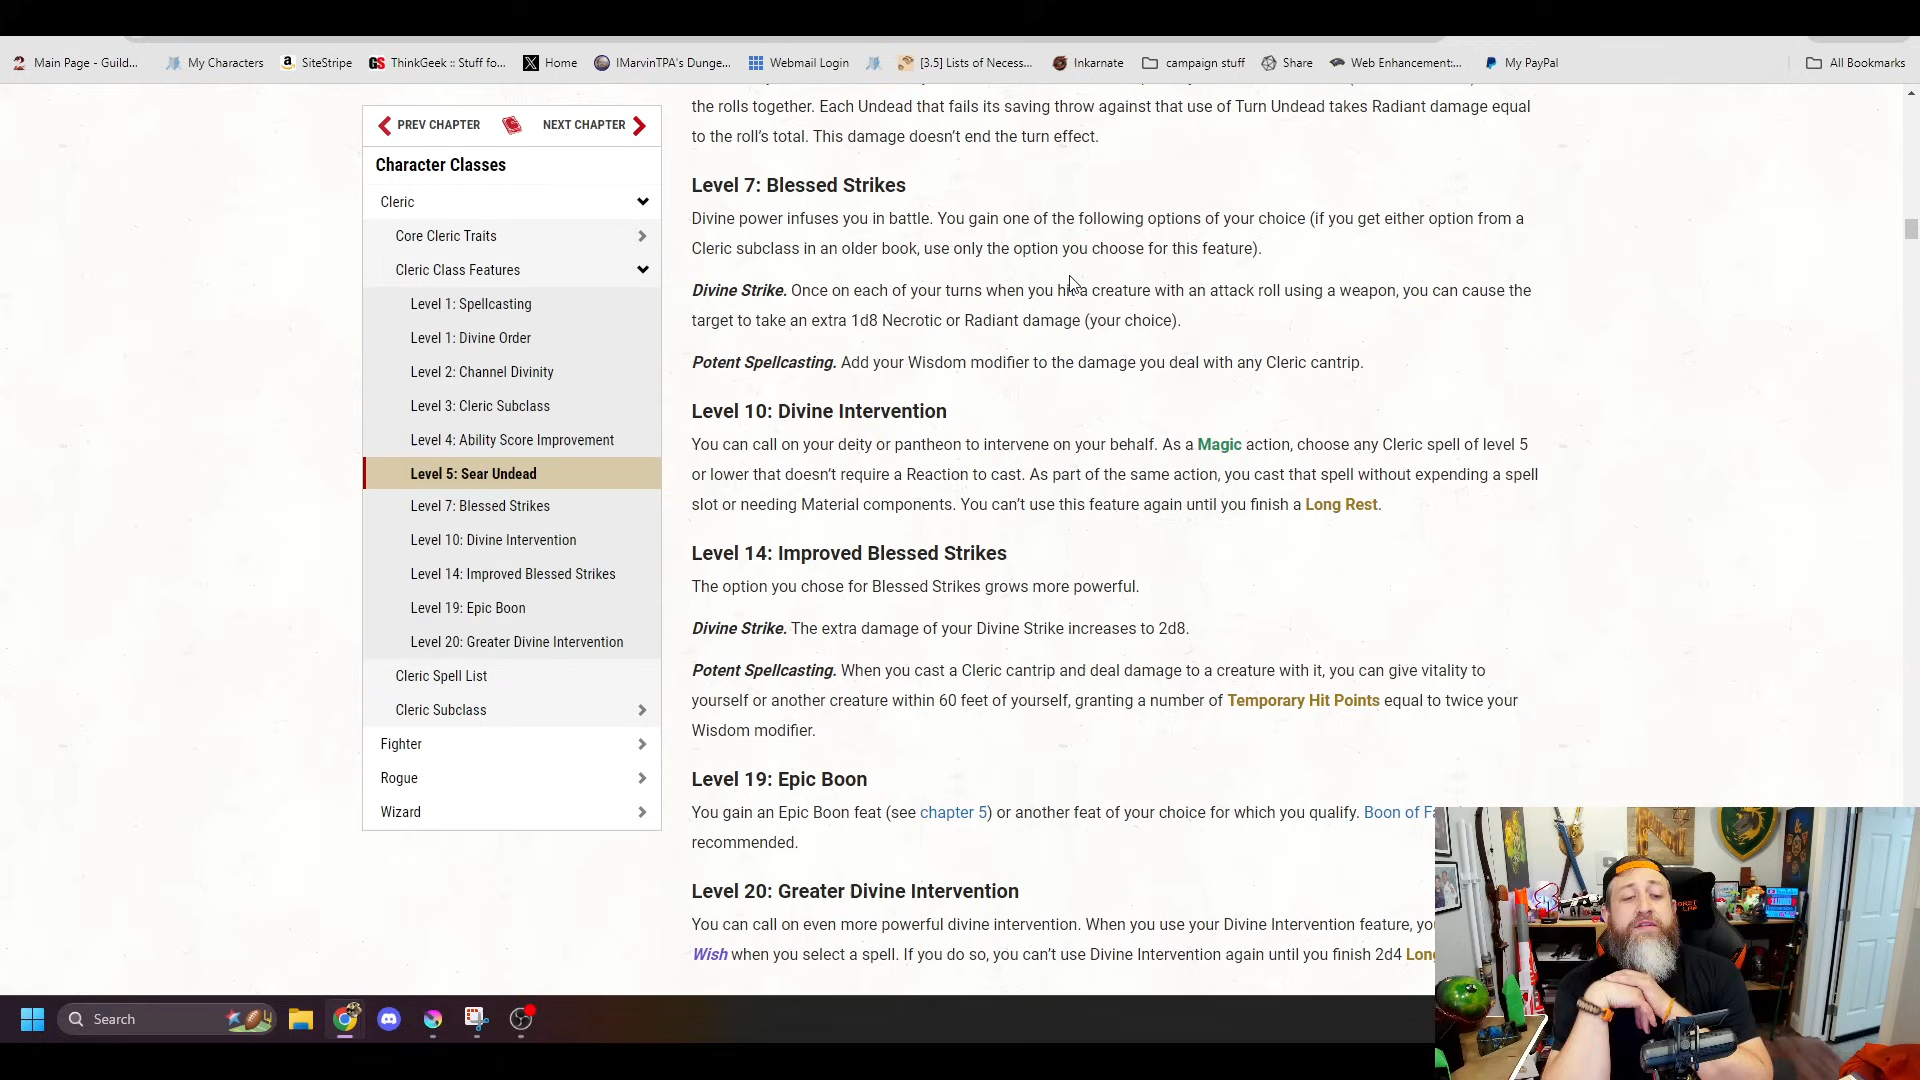 Main Page - Guild...
My Characters
SiteStripe
GS ThinkGeek :: Stuff fo...
X Home
IMarvinTPA's Dunge...
Webmail Login
[3.5] Lists of Necess...
Inkarnate
campaign stuff
Share
Web Enhancement:...
My PayPal
All Bookmarks
PREV CHAPTER
NEXT CHAPTER
Character Classes
Cleric
Core Cleric Traits
Cleric Class Features
Level 1: Spellcasting
Level 1: Divine Order
Level 2: Channel Divinity
Level 3: Cleric Subclass
Level 4: Ability Score Improvement
Level 5: Sear Undead
Level 7: Blessed Strikes
Level 10: Divine Intervention
Level 14: Improved Blessed Strikes
Level 19: Epic Boon
Level 20: Greater Divine Intervention
Cleric Spell List
Cleric Subclass
Fighter
Rogue
Wizard
the rolls together. Each Undead that fails its saving throw against that use of Turn Undead takes Radiant damage equal
to the roll's total. This damage doesn't end the turn effect.
Level 7: Blessed Strikes
Divine power infuses you in battle. You gain one of the following options of your choice (if you get either option from a
Cleric subclass in an older book, use only the option you choose for this feature).
Divine Strike. Once on each of your turns when you hit a creature with an attack roll using a weapon, you can cause the
target to take an extra 1d8 Necrotic or Radiant damage (your choice).
Potent Spellcasting. Add your Wisdom modifier to the damage you deal with any Cleric cantrip.
Level 10: Divine Intervention
You can call on your deity or pantheon to intervene on your behalf. As a Magic action, choose any Cleric spell of level 5
or lower that doesn't require a Reaction to cast. As part of the same action, you cast that spell without expending a spell
slot or needing Material components. You can't use this feature again until you finish a Long Rest.
Level 14: Improved Blessed Strikes
The option you chose for Blessed Strikes grows more powerful.
Divine Strike. The extra damage of your Divine Strike increases to 2d8.
Potent Spellcasting. When you cast a Cleric cantrip and deal damage to a creature with it, you can give vitality to
yourself or another creature within 60 feet of yourself, granting a number of Temporary Hit Points equal to twice your
Wisdom modifier.
Level 19: Epic Boon
You gain an Epic Boon feat (see chapter 5) or another feat of your choice for which you qualify. Boon of
recommended.
Level 20: Greater Divine Intervention
You can call on even more powerful divine intervention. When you use your Divine Intervention feature,
Wish when you select a spell. If you do so, you can't use Divine Intervention again until you finish 2d4
Search